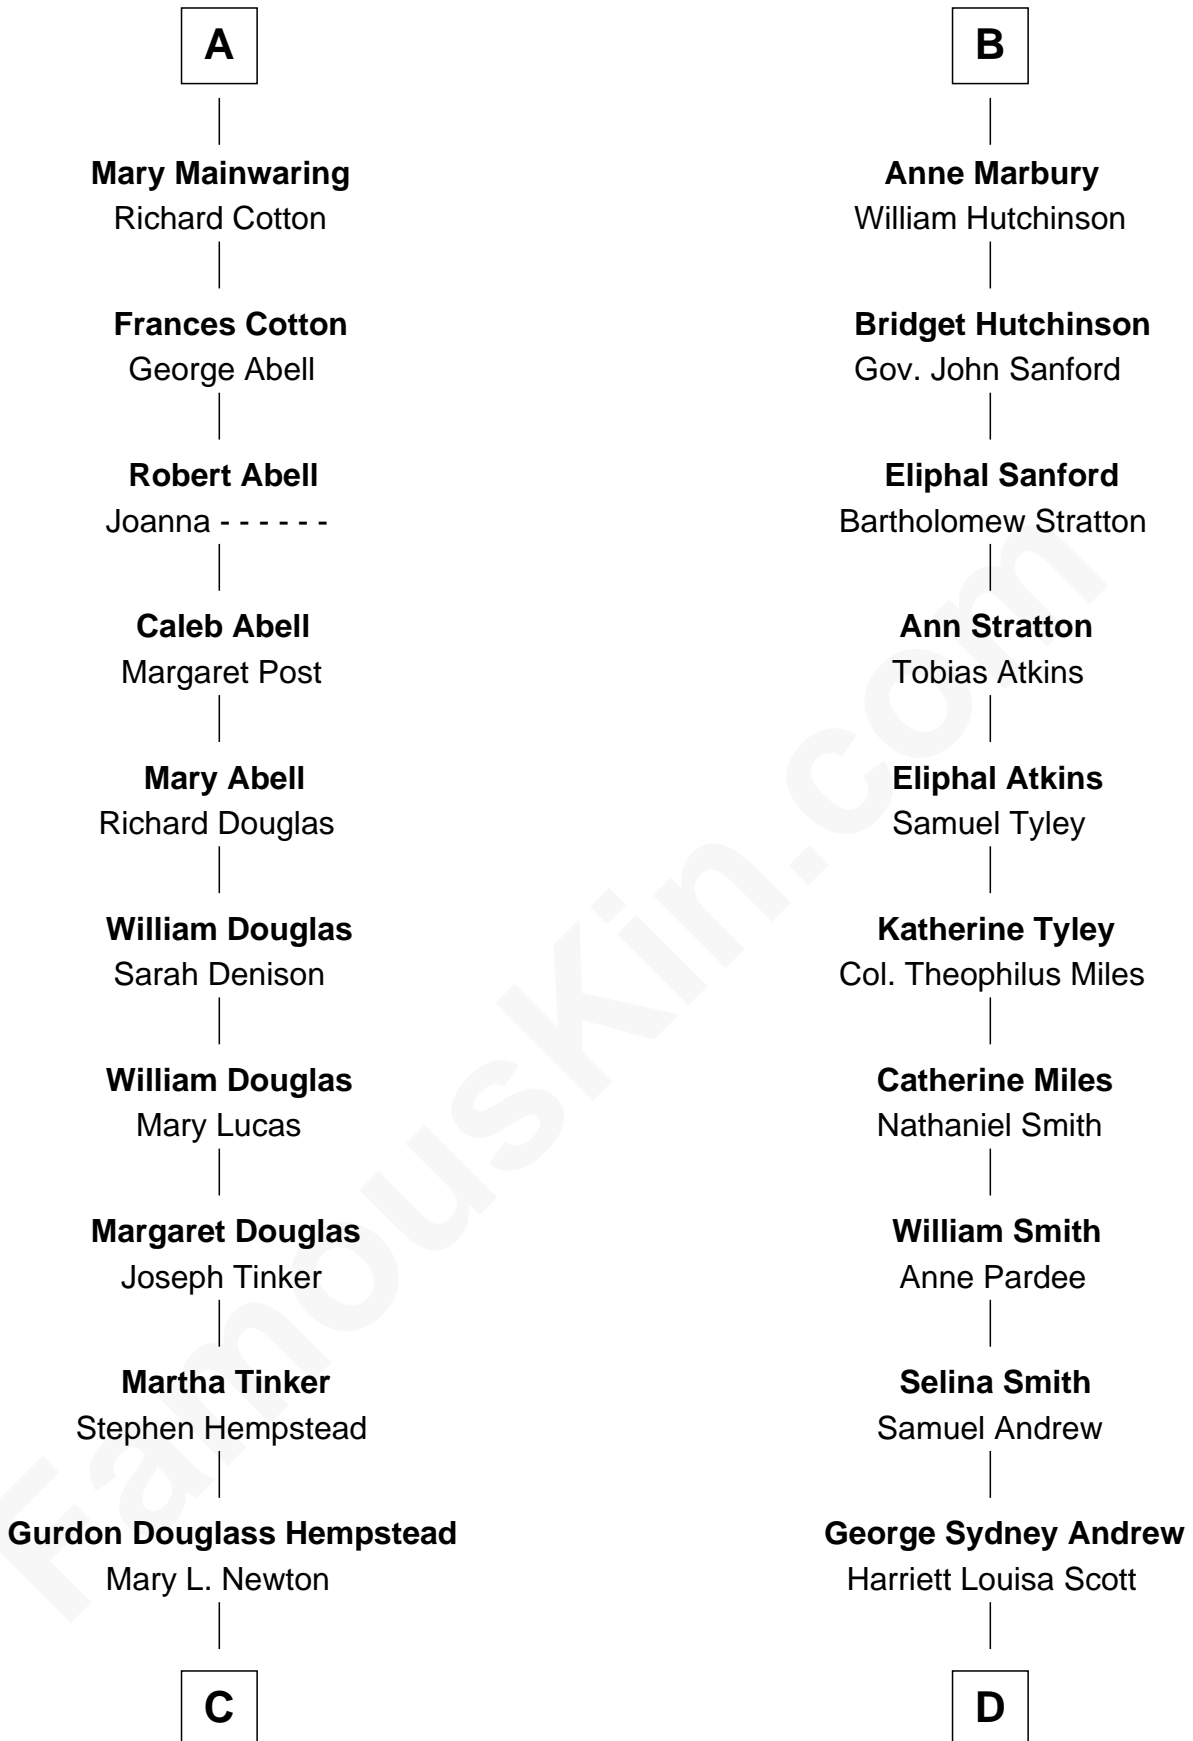 A
Mary Mainwaring
Richard Cotton
Frances Cotton
George Abell
Robert Abell
Joanna - - - - - -
Caleb Abell
Margaret Post
Mary Abell
Richard Douglas
William Douglas
Sarah Denison
William Douglas
Mary Lucas
Margaret Douglas
Joseph Tinker
Martha Tinker
Stephen Hempstead
Gurdon Douglass Hempstead
Mary L. Newton
C
B
Anne Marbury
William Hutchinson
Bridget Hutchinson
Gov. John Sanford
Eliphal Sanford
Bartholomew Stratton
Ann Stratton
Tobias Atkins
Eliphal Atkins
Samuel Tyley
Katherine Tyley
Col. Theophilus Miles
Catherine Miles
Nathaniel Smith
William Smith
Anne Pardee
Selina Smith
Samuel Andrew
George Sydney Andrew
Harriett Louisa Scott
D
FamousKin.com